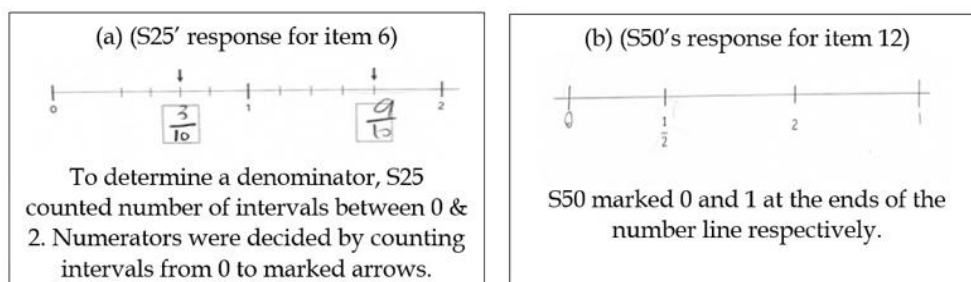 (a) (S25' response for item 6)
0 1 2
3/10 9/10
To determine a denominator, S25
counted number of intervals between 0 &
2. Numerators were decided by counting
intervals from 0 to marked arrows.
(b) (S50's response for item 12)
0 1/2 2 1
S50 marked 0 and 1 at the ends of the
number line respectively.